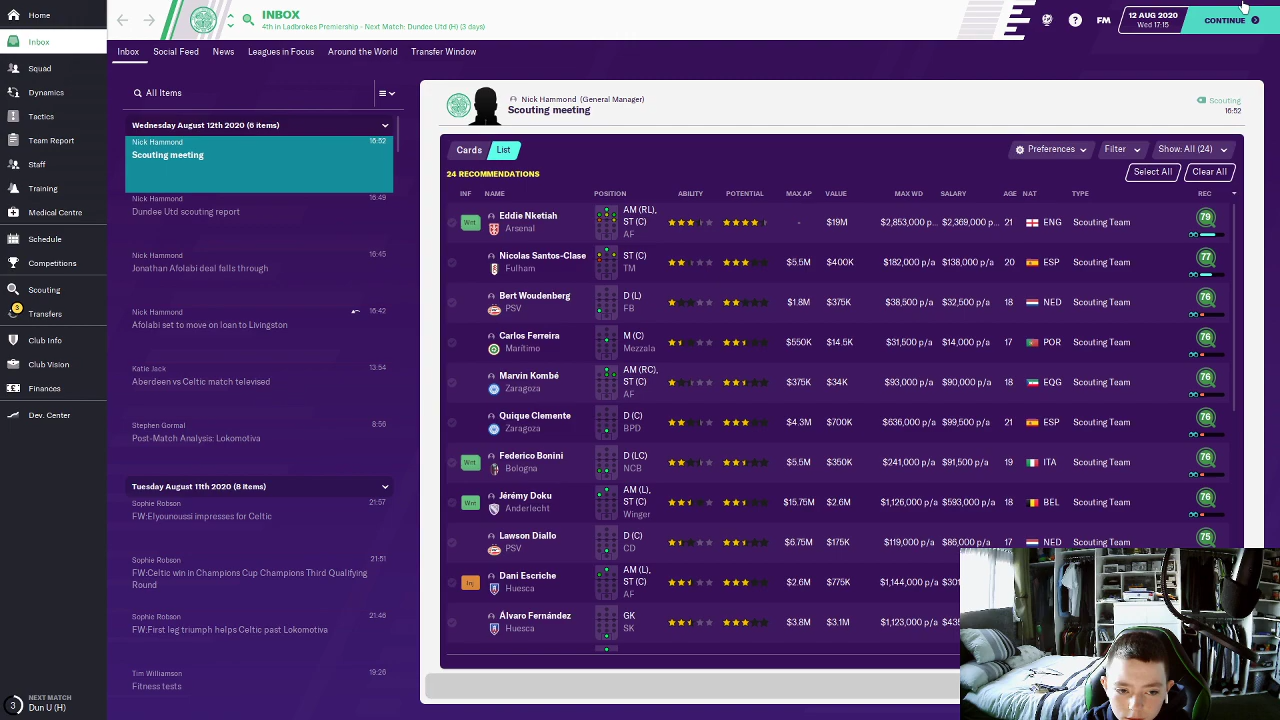 INBOX
4th in Ladbrokes Premiership - Next Match: Dundee Utd (H) (3 days)
FM
12 AUG 2020
Wed 17:15
CONTINUE
Inbox
Squad
Dynamics
Team Report
Tactics
Staff
Training
Medical Centre
Schedule
Competitions
Scouting
3
Transfers
Club Info
Club Vision
Finances
Dev. Center
3
NEXT MATCH
Dun U (H)
Inbox Social Feed News Leagues in Focus Around the World Transfer Window
All Items
Wednesday August 12th 2020 (6 items)
Nick Hammond 16:52
Scouting meeting
Nick Hammond 16:49
Dundee Utd scouting report
Nick Hammond 16:45
Jonathan Afolabi deal falls through
Nick Hammond 16:42
Afolabi set to move on loan to Livingston
Katie Jack 13:54
Aberdeen vs Celtic match televised
Stephen Gormal 8:56
Post-Match Analysis: Lokomotiva
Tuesday August 11th 2020 (8 items)
Sophie Robson 21:57
FW:Elyounoussi impresses for Celtic
Sophie Robson 21:51
FW:Celtic win in Champions Cup Champions Third Qualifying
Round
Sophie Robson 21:48
FW:First leg triumph helps Celtic past Lokomotiva
Tim Williamson 19:26
Fitness tests
Nick Hammond (General Manager)
Scouting meeting
Scouting
16:52
Cards List
Preferences Filter Show: All (24)
24 RECOMMENDATIONS
Select All Clear All
INF NAME POSITION ABILITY POTENTIAL MAX AP VALUE MAX WD SALARY AGE NAT TYPE REC
Wnt Eddie Nketiah Arsenal AM (RL), ST (C) AF - $19M $2,853,000 p... $2,369,000 p... 21 ENG Scouting Team 79
Nicolas Santos-Clase Fulham ST (C) TM $5.5M $400K $182,000 p/a $138,000 p/a 20 ESP Scouting Team 77
Bert Woudenberg PSV D (L) FB $1.8M $375K $38,500 p/a $32,500 p/a 18 NED Scouting Team 76
Carlos Ferreira Marítimo M (C) Mezzala $550K $14.5K $31,500 p/a $14,000 p/a 17 POR Scouting Team 76
Marvin Kombé Zaragoza AM (RC), ST (C) AF $375K $34K $93,000 p/a $90,000 p/a 18 EQG Scouting Team 76
Quique Clemente Zaragoza D (C) BPD $4.3M $700K $636,000 p/a $99,500 p/a 21 ESP Scouting Team 76
Wnt Federico Bonini Bologna D (LC) NCB $5.5M $350K $241,000 p/a $91,500 p/a 19 ITA Scouting Team 76
Wnt Jérémy Doku Anderlecht AM (L), ST (C) Winger $15.75M $2.6M $1,126,000 p/a $593,000 p/a 18 BEL Scouting Team 76
Lawson Diallo PSV D (C) CD $6.75M $175K $119,000 p/a $86,000 p/a 17 NED Scouting Team 75
Inj Dani Escriche Huesca AM (L), ST (C) AF $2.6M $775K $1,144,000 p/a
Álvaro Fernández Huesca GK SK $3.8M $3.1M $1,123,000 p/a